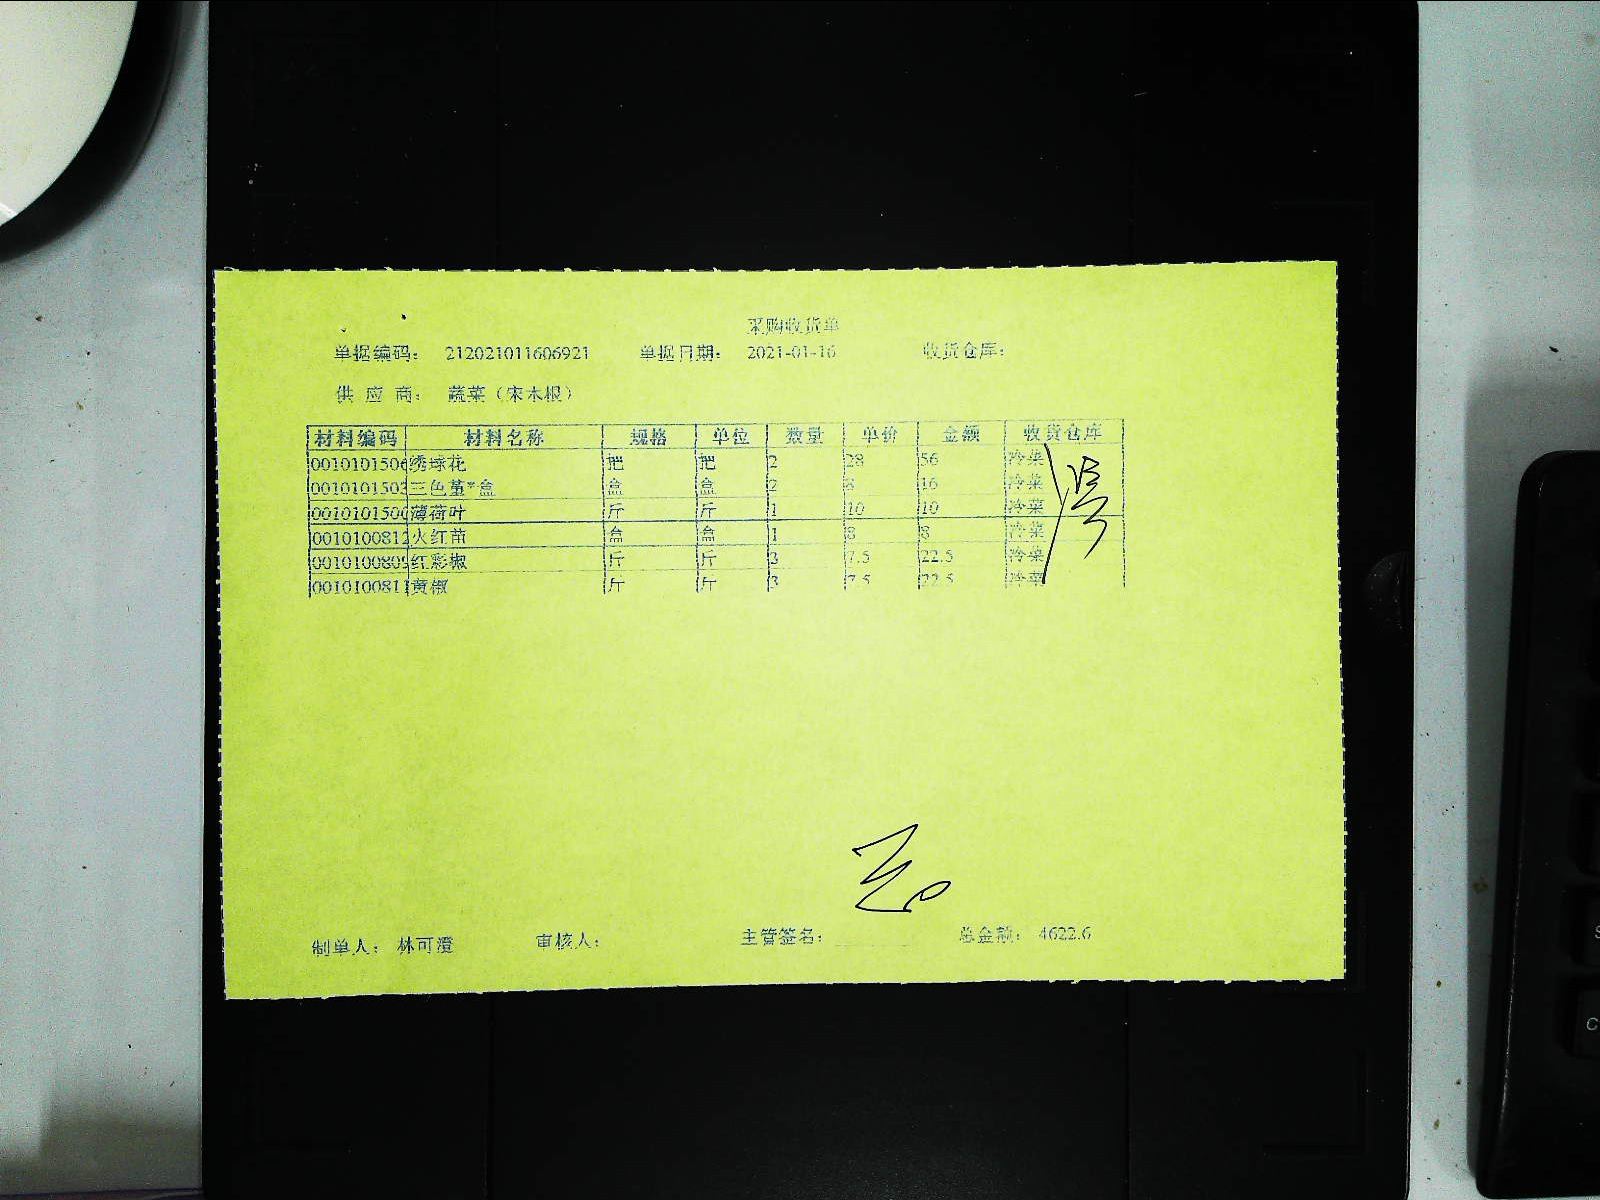 采购收货单
单据编码： 212021011606921 单据日期： 2021-01-16 收货仓库：
供 应 商： 蔬菜（宋木根）
材料编码 材料名称 规格 单位 数量 单价 金额 收货仓库
0010101506 绣球花 把 把 2 28 56 冷菜
0010101503 三色堇*盒 盒 盒 2 8 16 冷菜
0010101500 薄荷叶 斤 斤 1 10 10 冷菜
0010100812 火红苗 盒 盒 1 8 8 冷菜
0010100809 红彩椒 斤 斤 3 7.5 22.5 冷菜
0010100811 黄椒 斤 斤 3 7.5 22.5 冷菜
制单人： 林可澄 审核人： 主管签名： 总金额： 4622.6